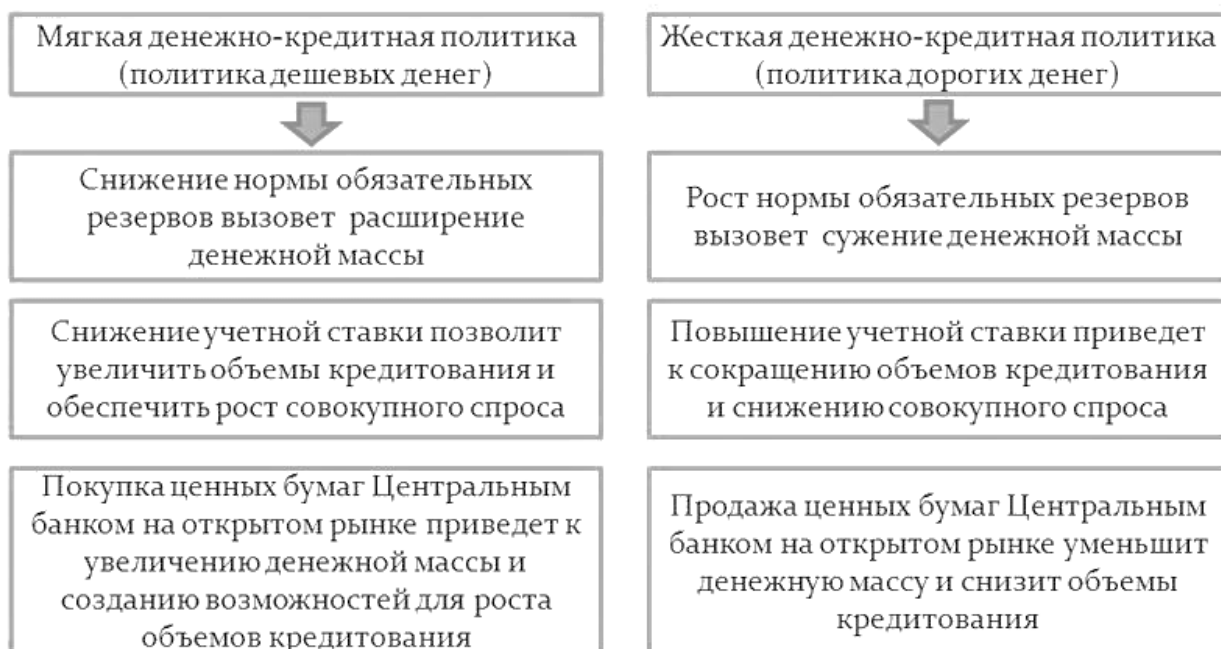 Мягкая денежно-кредитная политика
(политика дешевых денег)
Снижение нормы обязательных
резервов вызовет расширение
денежной массы
Снижение учетной ставки позволит
увеличить объемы кредитования и
обеспечить рост совокупного спроса
Покупка ценных бумаг Центральным
банком на открытом рынке приведет к
увеличению денежной массы и
созданию возможностей для роста
объемов кредитования
Жесткая денежно-кредитная политика
(политика дорогих денег)
Рост нормы обязательных резервов
вызовет сужение денежной массы
Повышение учетной ставки приведет
к сокращению объемов кредитования
и снижению совокупного спроса
Продажа ценных бумаг Центральным
банком на открытом рынке уменьшит
денежную массу и снизит объемы
кредитования